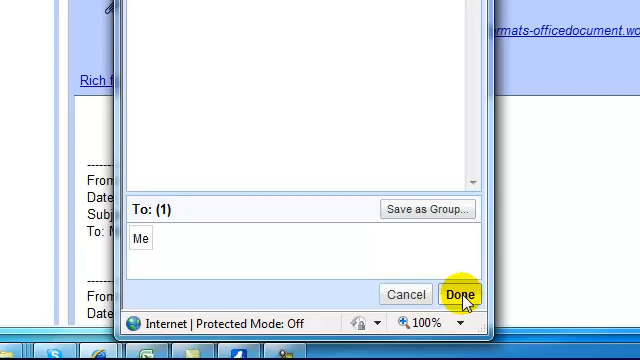 rmats-officedocument.wo
Rich f
From
Date
Subj
To: M
From
Date
To: (1)
Save as Group...
Me
Cancel
Done
Internet | Protected Mode: Off
100%